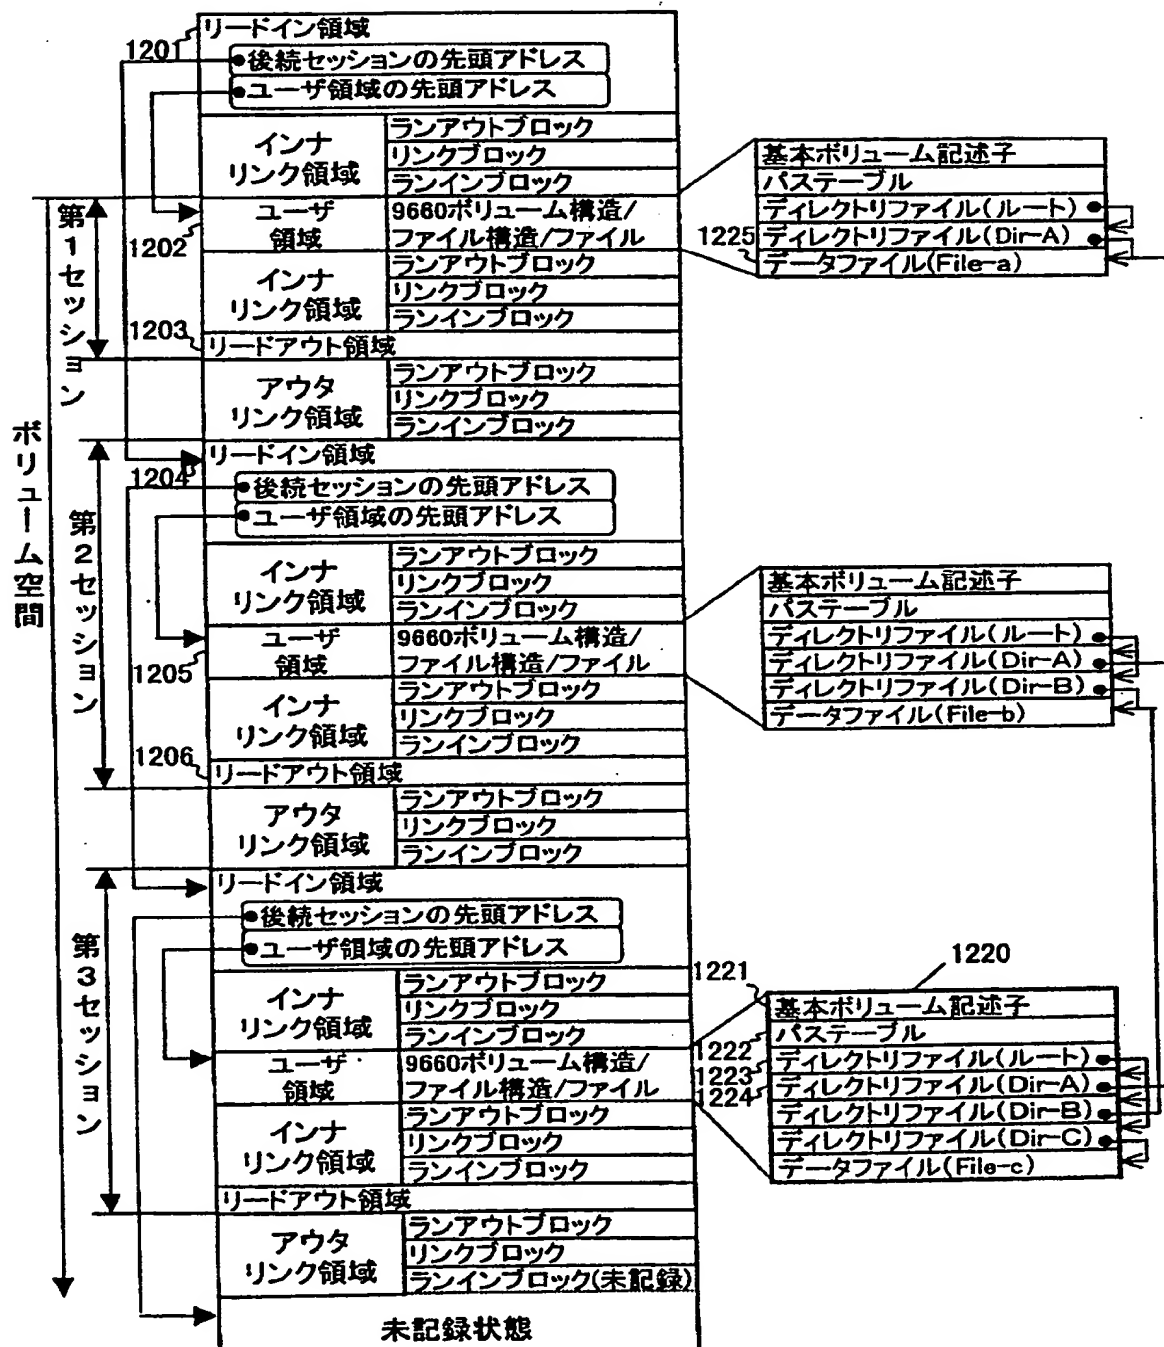 ボリューム空間
第1セッション
第2セッション
第3セッション
1201
リードイン領域
後続セッションの先頭アドレス
ユーザ領域の先頭アドレス
インナ
リンク領域
ランアウトブロック
リンクブロック
ランインブロック
1202
ユーザ
領域
9660ボリューム構造/
ファイル構造/ファイル
インナ
リンク領域
ランアウトブロック
リンクブロック
ランインブロック
1203
リードアウト領域
アウタ
リンク領域
ランアウトブロック
リンクブロック
ランインブロック
1204
リードイン領域
後続セッションの先頭アドレス
ユーザ領域の先頭アドレス
インナ
リンク領域
ランアウトブロック
リンクブロック
ランインブロック
1205
ユーザ
領域
9660ボリューム構造/
ファイル構造/ファイル
インナ
リンク領域
ランアウトブロック
リンクブロック
ランインブロック
1206
リードアウト領域
アウタ
リンク領域
ランアウトブロック
リンクブロック
ランインブロック
リードイン領域
後続セッションの先頭アドレス
ユーザ領域の先頭アドレス
インナ
リンク領域
ランアウトブロック
リンクブロック
ランインブロック
ユーザ
領域
9660ボリューム構造/
ファイル構造/ファイル
インナ
リンク領域
ランアウトブロック
リンクブロック
ランインブロック
リードアウト領域
アウタ
リンク領域
ランアウトブロック
リンクブロック
ランインブロック(未記録)
未記録状態
基本ボリューム記述子
パステーブル
ディレクトリファイル(ルート)
ディレクトリファイル(Dir-A)
1225
データファイル(File-a)
基本ボリューム記述子
パステーブル
ディレクトリファイル(ルート)
ディレクトリファイル(Dir-A)
ディレクトリファイル(Dir-B)
データファイル(File-b)
1220
1221
基本ボリューム記述子
1222
パステーブル
1223
ディレクトリファイル(ルート)
1224
ディレクトリファイル(Dir-A)
ディレクトリファイル(Dir-B)
ディレクトリファイル(Dir-C)
データファイル(File-c)